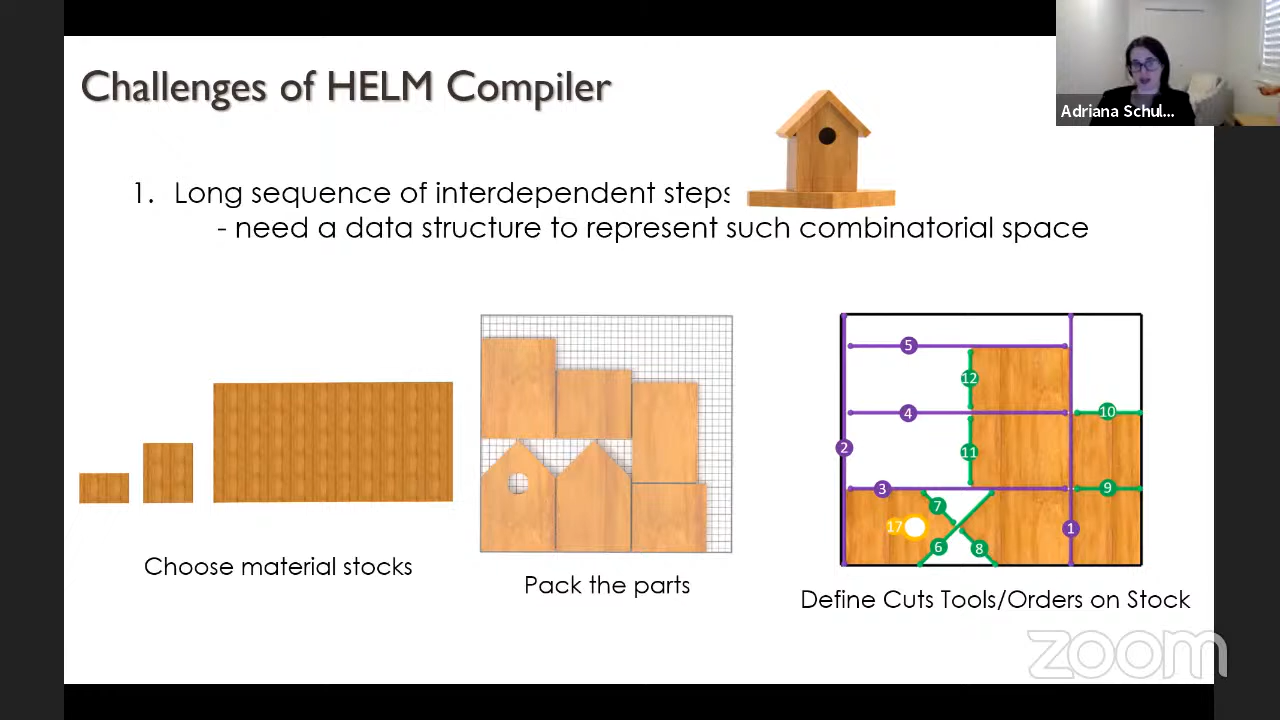 Challenges of HELM Compiler
Adriana Schul...
1. Long sequence of interdependent steps
- need a data structure to represent such combinatorial space
5
12
10
4
2
11
3
9
7
17
1
6
8
Choose material stocks
Pack the parts
Define Cuts Tools/Orders on Stock
zoom